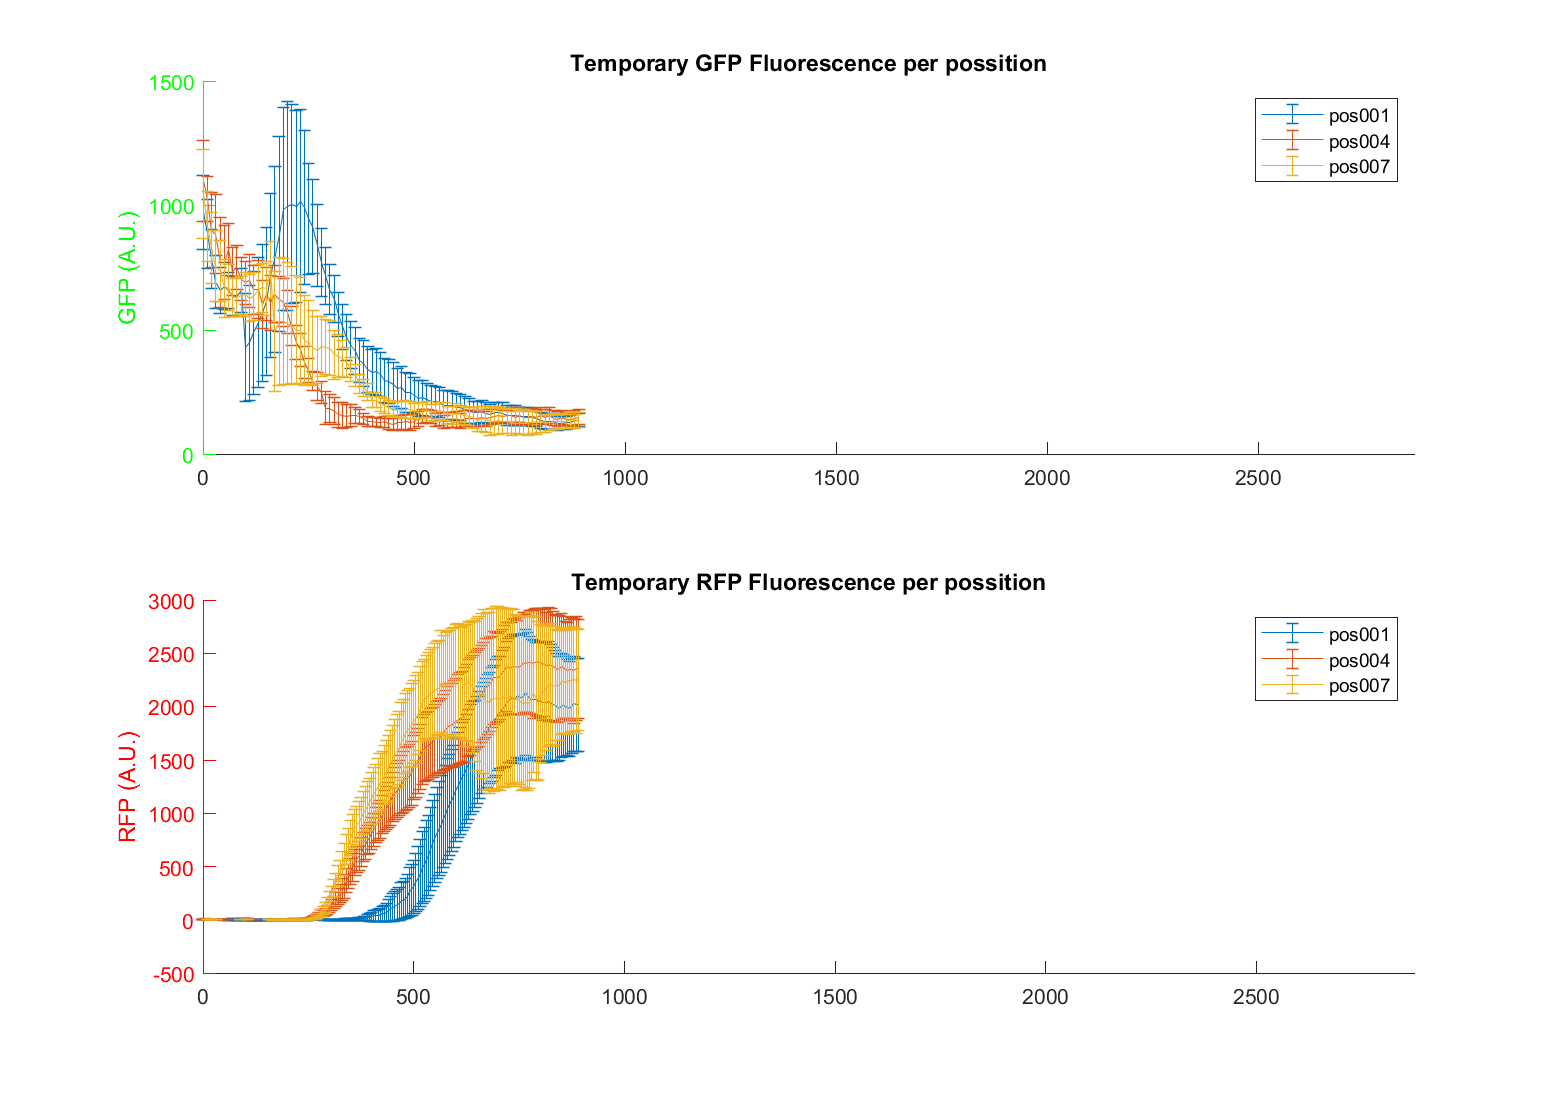 Temporary GFP Fluorescence per possition
1500
1000
500
0
GFP (A.U.)
pos001
pos004
pos007
0 500 1000 1500 2000 2500
Temporary RFP Fluorescence per possition
3000
2500
2000
1500
1000
500
0
-500
RFP (A.U.)
pos001
pos004
pos007
0 500 1000 1500 2000 2500